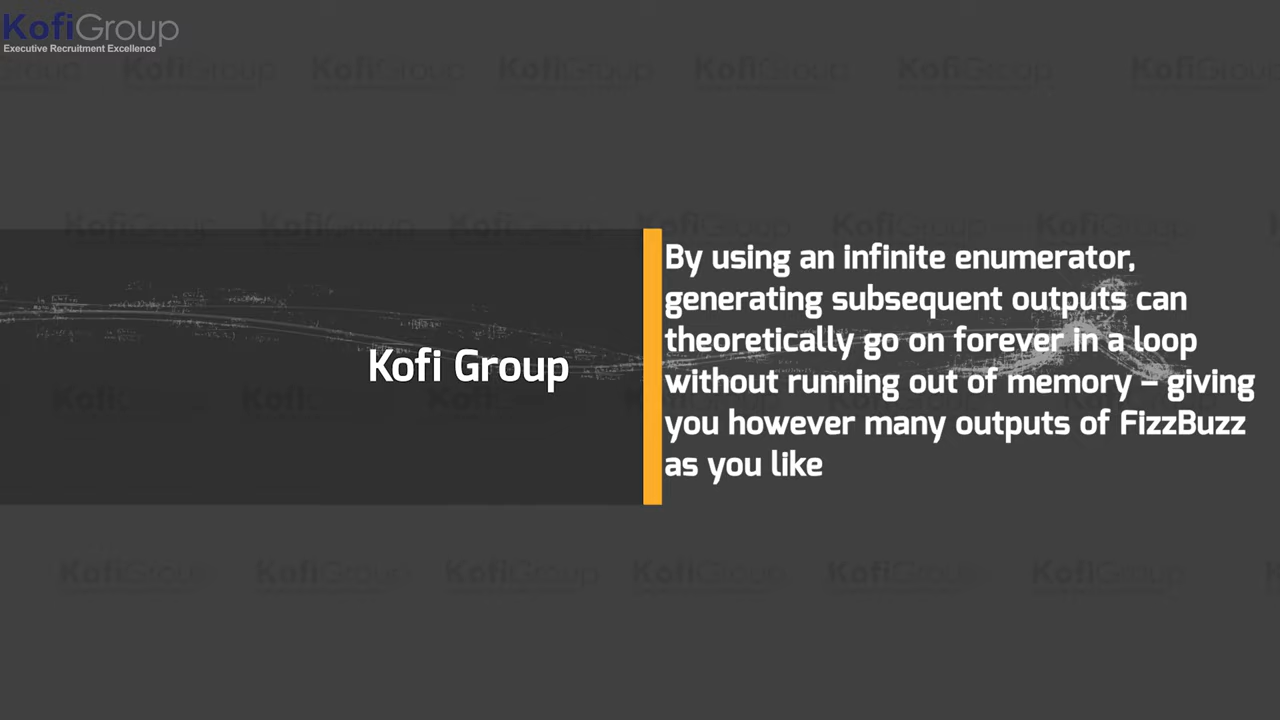 KofiGroup
Executive Recruitment Excellence
Kofi Group
By using an infinite enumerator,
generating subsequent outputs can
theoretically go on forever in a loop
without running out of memory – giving
you however many outputs of FizzBuzz
as you like